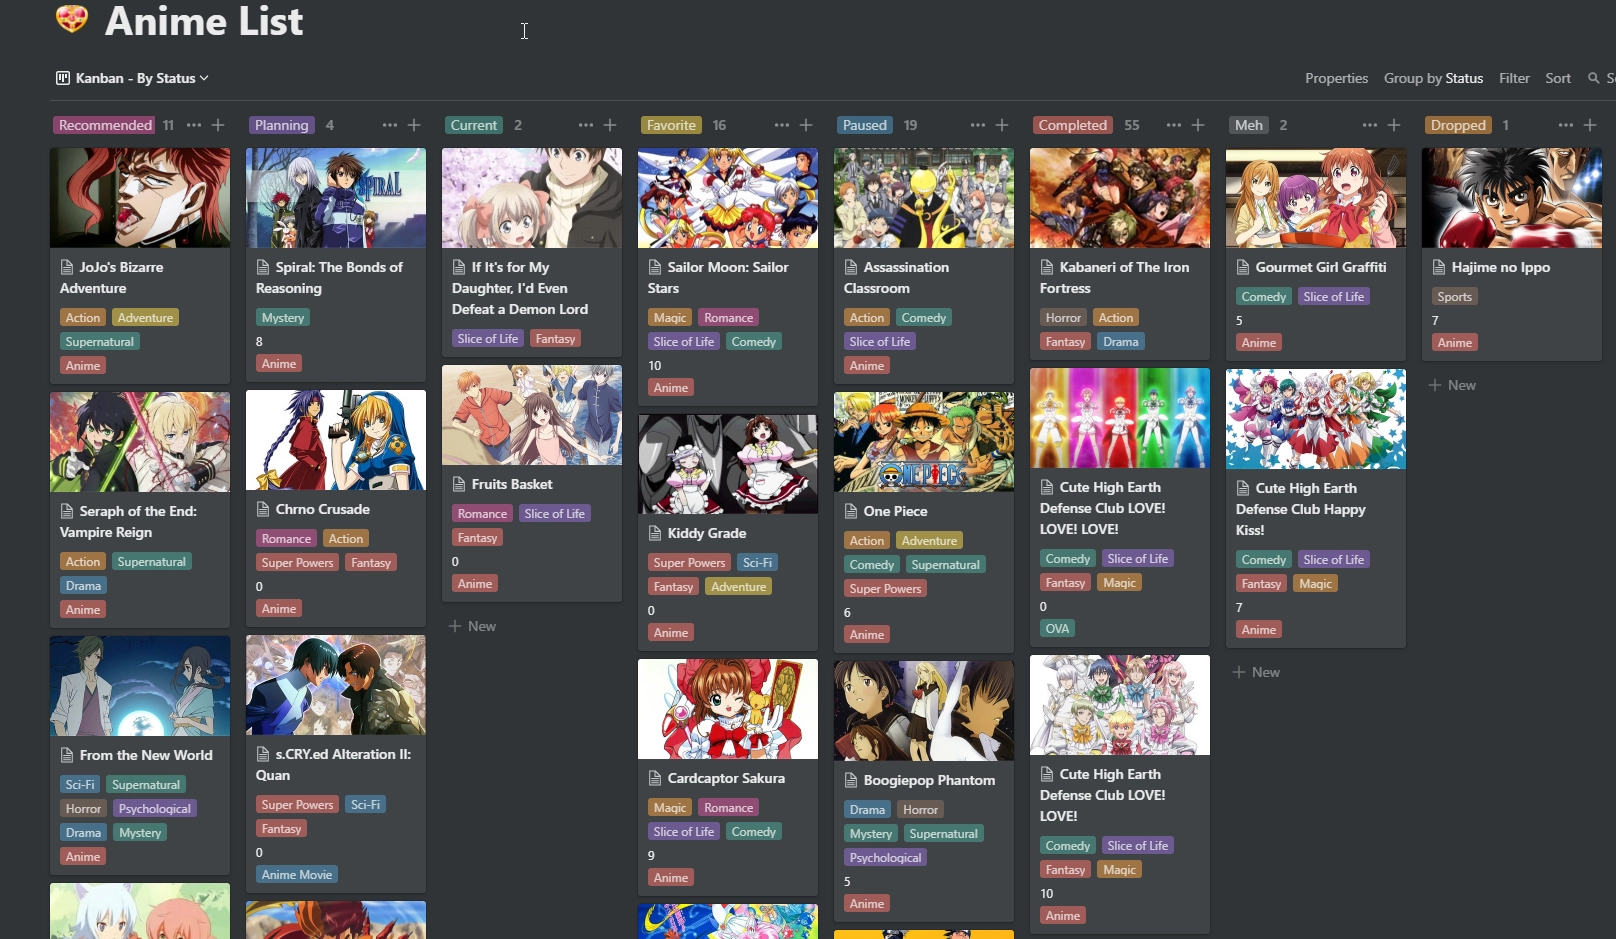 Anime List
Kanban - By Status
Properties Group by Status Filter Sort
Recommended 11
JoJo's Bizarre
Adventure
Action Adventure
Supernatural
Anime
Seraph of the End:
Vampire Reign
Action Supernatural
Drama
Anime
From the New World
Sci-Fi Supernatural
Horror Psychological
Drama Mystery
Anime
Planning 4
SPIRAL
Spiral: The Bonds of
Reasoning
Mystery
8
Anime
Chrno Crusade
Romance Action
Super Powers Fantasy
0
Anime
s.CRY.ed Alteration II:
Quan
Super Powers Sci-Fi
Fantasy
0
Anime Movie
Current 2
If It's for My
Daughter, I'd Even
Defeat a Demon Lord
Slice of Life Fantasy
Fruits Basket
Romance Slice of Life
Fantasy
0
Anime
+ New
Favorite 16
Sailor Moon: Sailor
Stars
Magic Romance
Slice of Life Comedy
10
Anime
Kiddy Grade
Super Powers Sci-Fi
Fantasy Adventure
0
Anime
Cardcaptor Sakura
Magic Romance
Slice of Life Comedy
9
Anime
Paused 19
Assassination
Classroom
Action Comedy
Slice of Life
Anime
ONE PIECE
One Piece
Action Adventure
Comedy Supernatural
Super Powers
6
Anime
Boogiepop Phantom
Drama Horror
Mystery Supernatural
Psychological
5
Anime
Completed 55
Kabaneri of The Iron
Fortress
Horror Action
Fantasy Drama
Cute High Earth
Defense Club LOVE!
LOVE! LOVE!
Comedy Slice of Life
Fantasy Magic
0
OVA
Cute High Earth
Defense Club LOVE!
LOVE!
Comedy Slice of Life
Fantasy Magic
10
Anime
Meh 2
Gourmet Girl Graffiti
Comedy Slice of Life
5
Anime
Cute High Earth
Defense Club Happy
Kiss!
Comedy Slice of Life
Fantasy Magic
7
Anime
+ New
Dropped 1
Hajime no Ippo
Sports
7
Anime
+ New